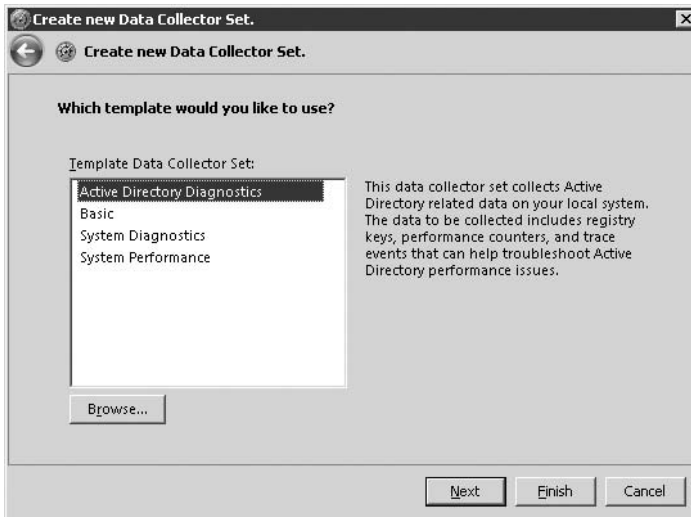 Create new Data Collector Set.
Create new Data Collector Set.
Which template would you like to use?
Template Data Collector Set:
Active Directory Diagnostics
Basic
System Diagnostics
System Performance
This data collector set collects Active
Directory related data on your local system.
The data to be collected includes registry
keys, performance counters, and trace
events that can help troubleshoot Active
Directory performance issues.
Browse...
Next
Finish
Cancel